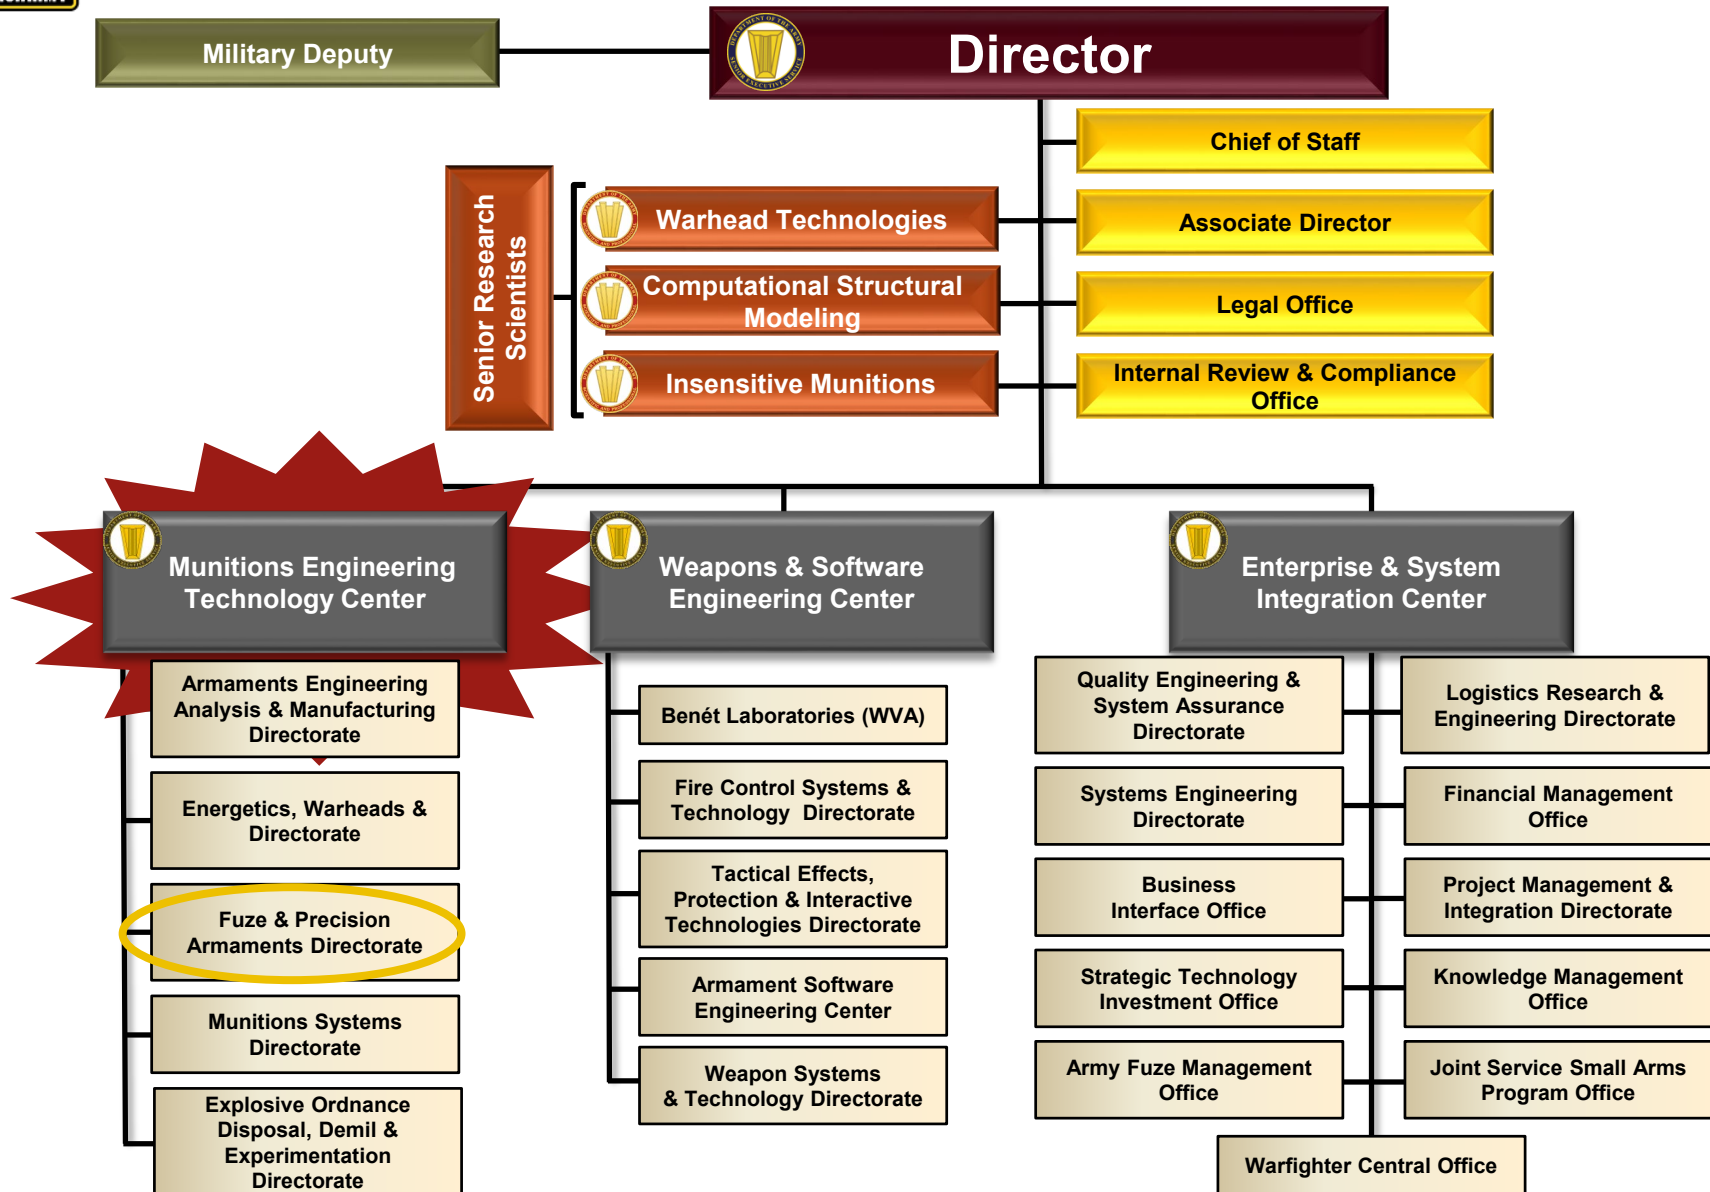 Military Deputy
Director
Chief of Staff
Senior Research
Scientists
Warhead Technologies
Associate Director
Computational Structural
Modeling
Legal Office
Insensitive Munitions
Internal Review & Compliance
Office
Munitions Engineering
Technology Center
Weapons & Software
Engineering Center
Enterprise & System
Integration Center
Armaments Engineering
Analysis & Manufacturing
Directorate
Energetics, Warheads &
Directorate
Fuze & Precision
Armaments Directorate
Munitions Systems
Directorate
Explosive Ordnance
Disposal, Demil &
Experimentation
Directorate
Benét Laboratories (WVA)
Fire Control Systems &
Technology Directorate
Tactical Effects,
Protection & Interactive
Technologies Directorate
Armament Software
Engineering Center
Weapon Systems
& Technology Directorate
Quality Engineering &
System Assurance
Directorate
Logistics Research &
Engineering Directorate
Systems Engineering
Directorate
Financial Management
Office
Business
Interface Office
Project Management &
Integration Directorate
Strategic Technology
Investment Office
Knowledge Management
Office
Army Fuze Management
Office
Joint Service Small Arms
Program Office
Warfighter Central Office